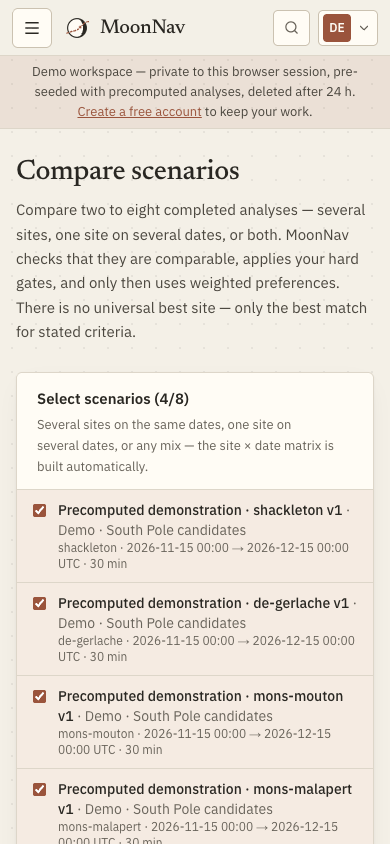 MoonNav
DE
Demo workspace — private to this browser session, pre-
seeded with precomputed analyses, deleted after 24 h.
Create a free account to keep your work.
Compare scenarios
Compare two to eight completed analyses — several
sites, one site on several dates, or both. MoonNav
checks that they are comparable, applies your hard
gates, and only then uses weighted preferences.
There is no universal best site — only the best match
for stated criteria.
Select scenarios (4/8)
Several sites on the same dates, one site on
several dates, or any mix — the site × date matrix is
built automatically.
Precomputed demonstration · shackleton v1 ·
Demo · South Pole candidates
shackleton · 2026-11-15 00:00 → 2026-12-15 00:00
UTC · 30 min
Precomputed demonstration · de-gerlache v1 ·
Demo · South Pole candidates
de-gerlache · 2026-11-15 00:00 → 2026-12-15 00:00
UTC · 30 min
Precomputed demonstration · mons-mouton
v1 · Demo · South Pole candidates
mons-mouton · 2026-11-15 00:00 → 2026-12-15
00:00 UTC · 30 min
Precomputed demonstration · mons-malapert
v1 · Demo · South Pole candidates
mons-malapert · 2026-11-15 00:00 → 2026-12-15
00:00 UTC · 30 min